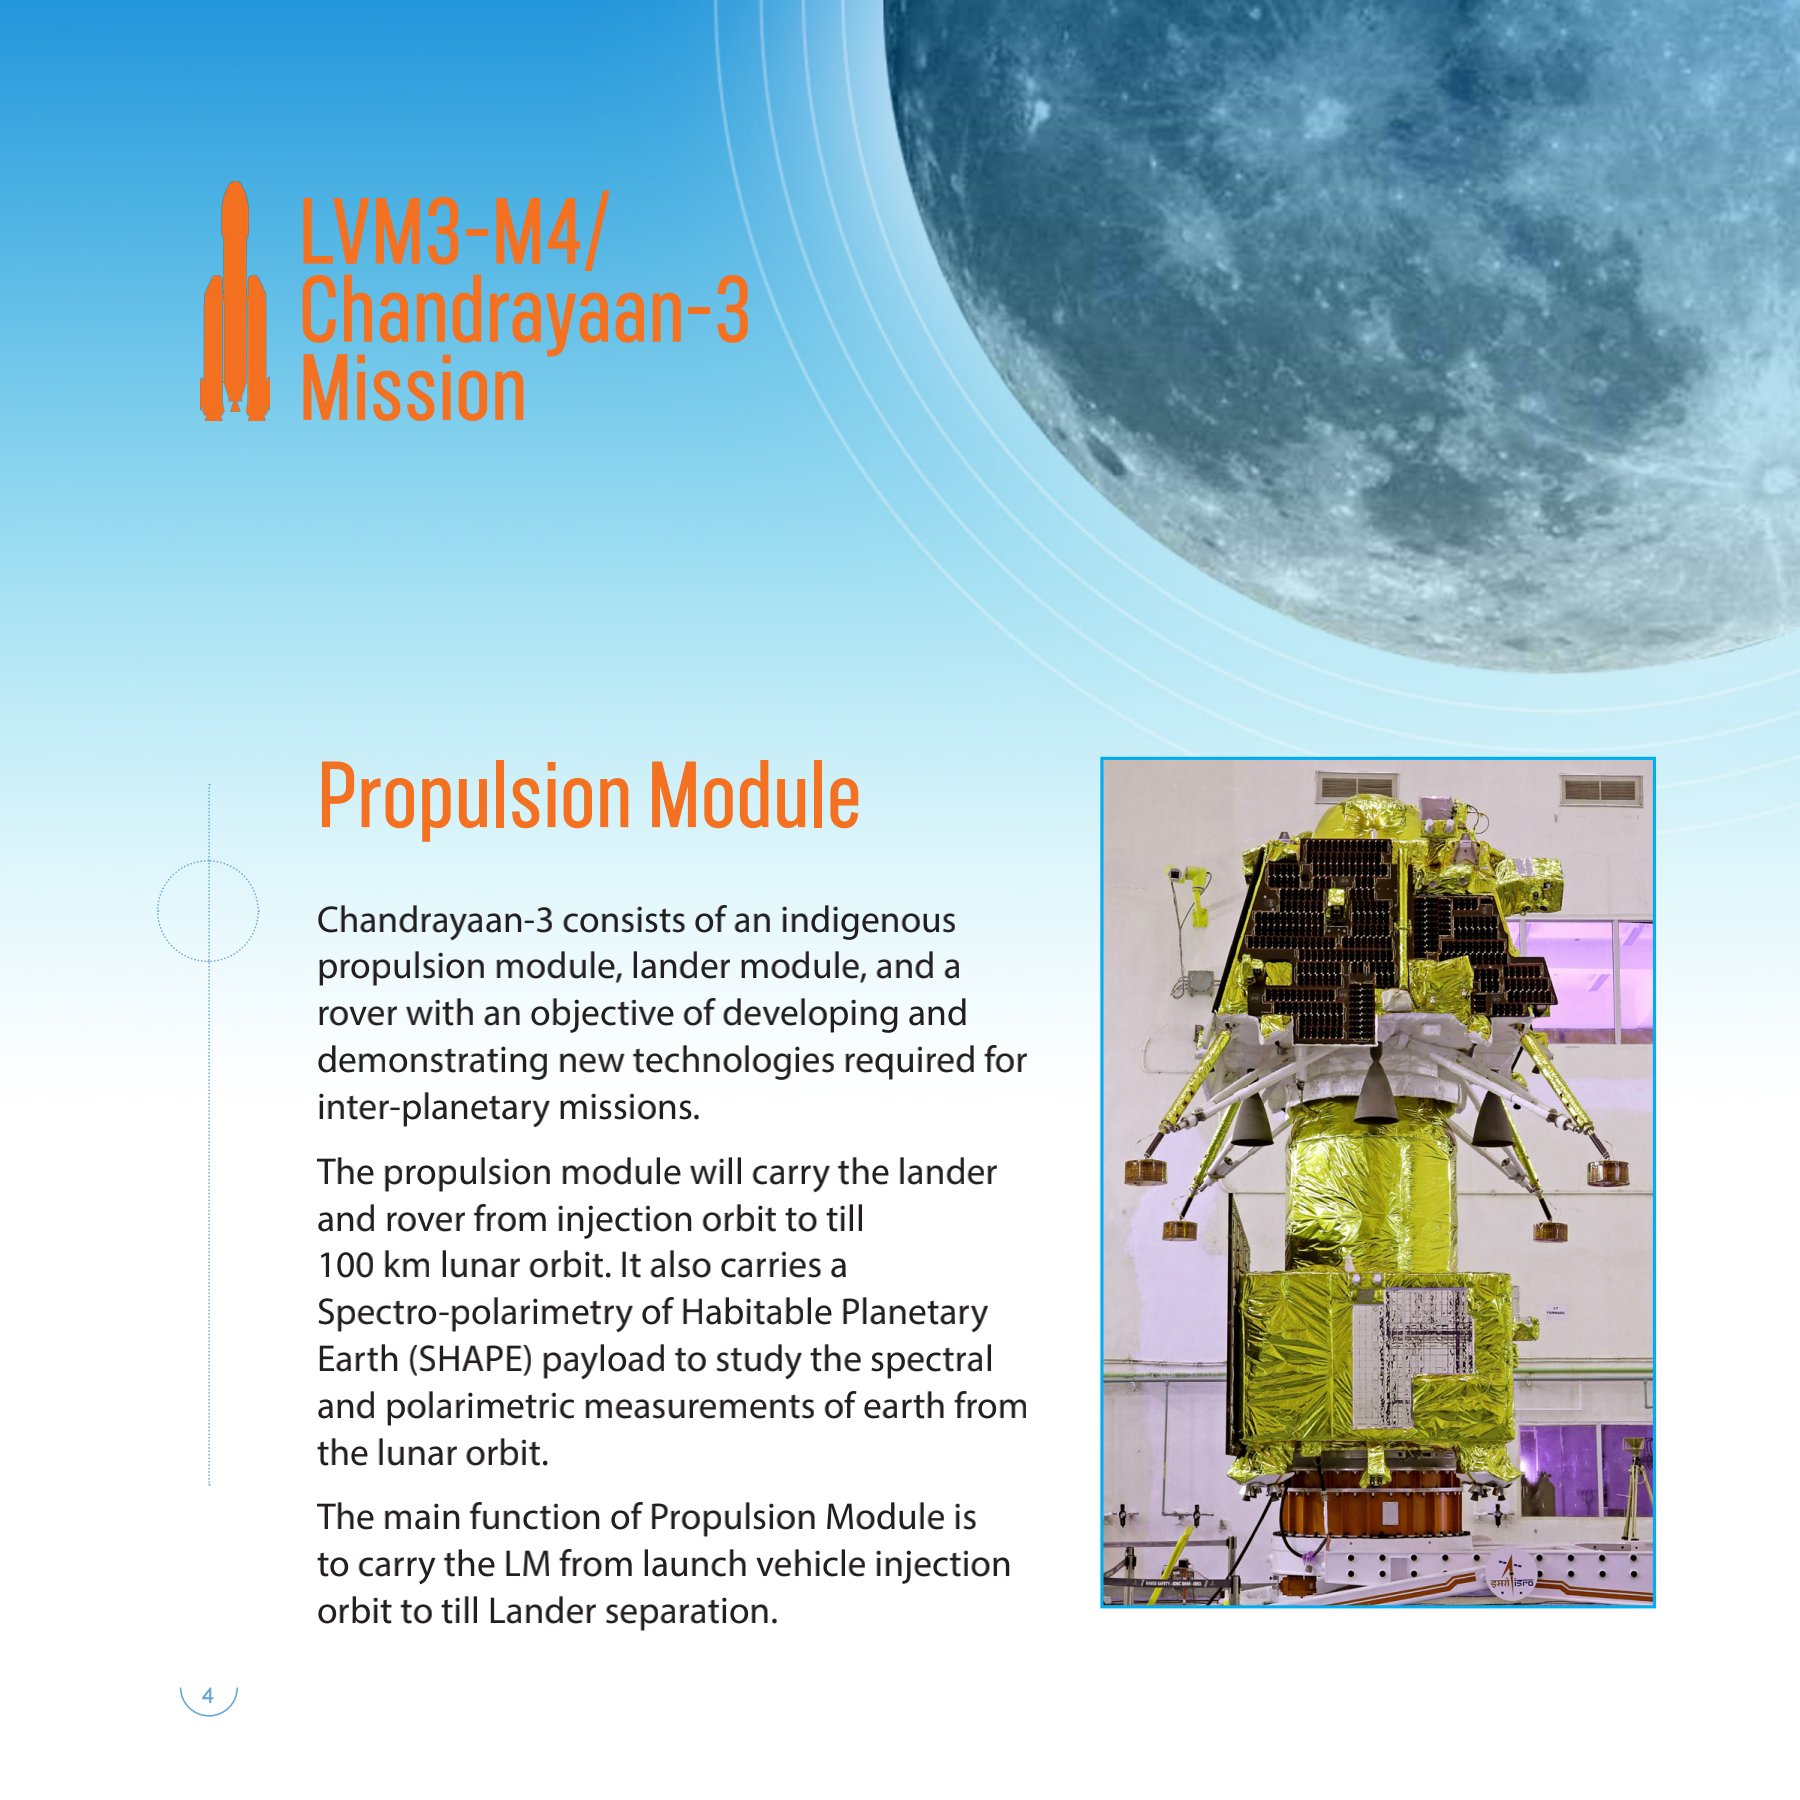 LVM3-M4/
Chandrayaan-3
Mission
Propulsion Module
Chandrayaan-3 consists of an indigenous
propulsion module, lander module, and a
rover with an objective of developing and
demonstrating new technologies required for
inter-planetary missions.
The propulsion module will carry the lander
and rover from injection orbit to till
100 km lunar orbit. It also carries a
Spectro-polarimetry of Habitable Planetary
Earth (SHAPE) payload to study the spectral
and polarimetric measurements of earth from
the lunar orbit.
The main function of Propulsion Module is
to carry the LM from launch vehicle injection
orbit to till Lander separation.
इसरो isro
4